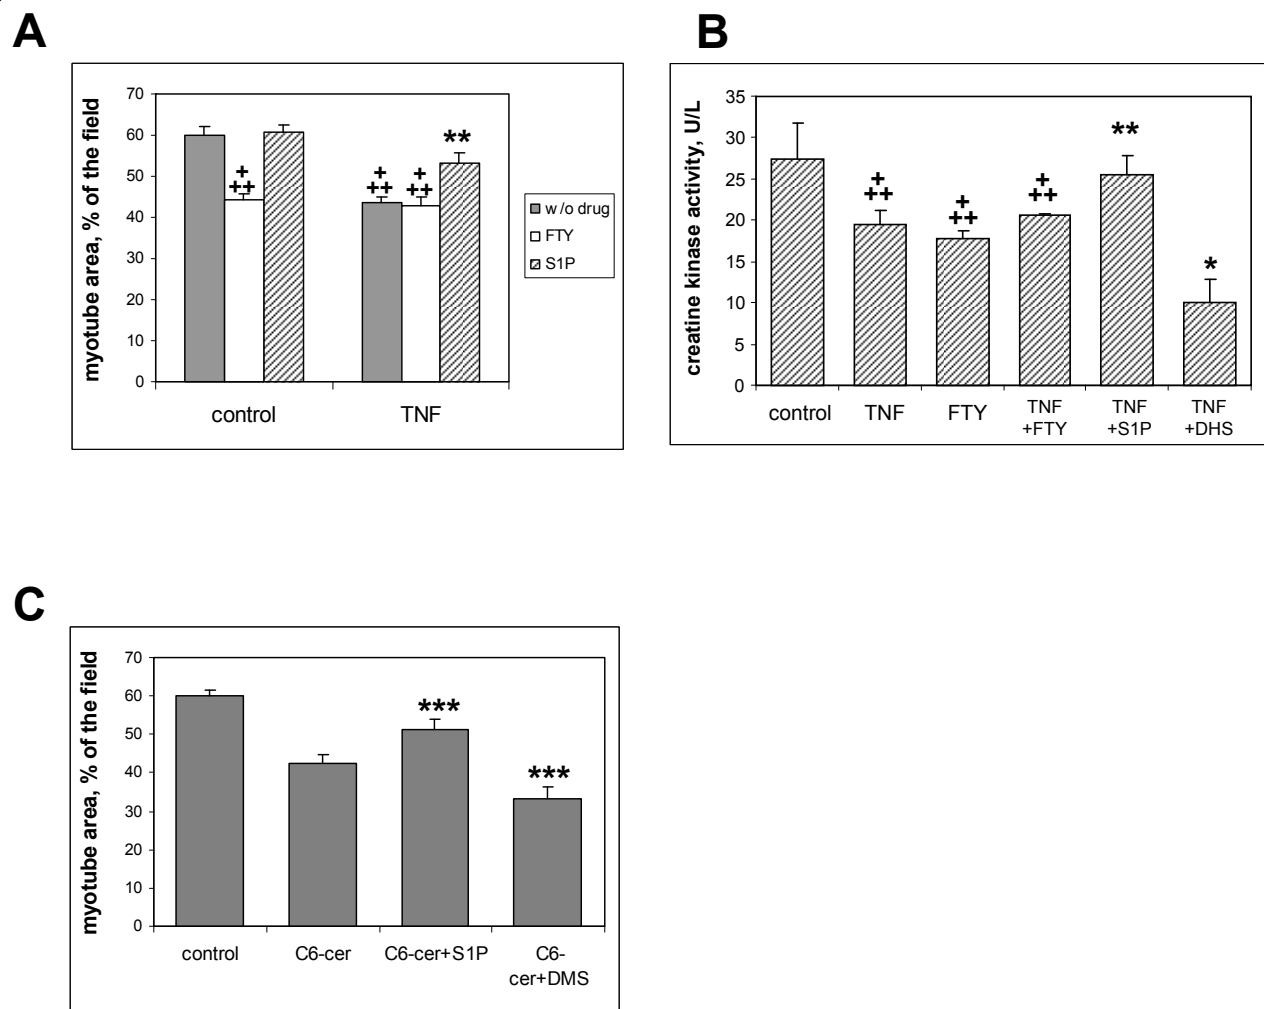 A
myotube area, % of the field
70
60
50
40
30
20
10
0
+
++
+
++
+
++
**
control
TNF
w/o drug
FTY
S1P
B
creatine kinase activity, U/L
35
30
25
20
15
10
5
0
+
++
+
++
+
++
**
*
control
TNF
FTY
TNF
+FTY
TNF
+S1P
TNF
+DHS
C
myotube area, % of the field
70
60
50
40
30
20
10
0
***
***
control
C6-cer
C6-cer+S1P
C6-
cer+DMS